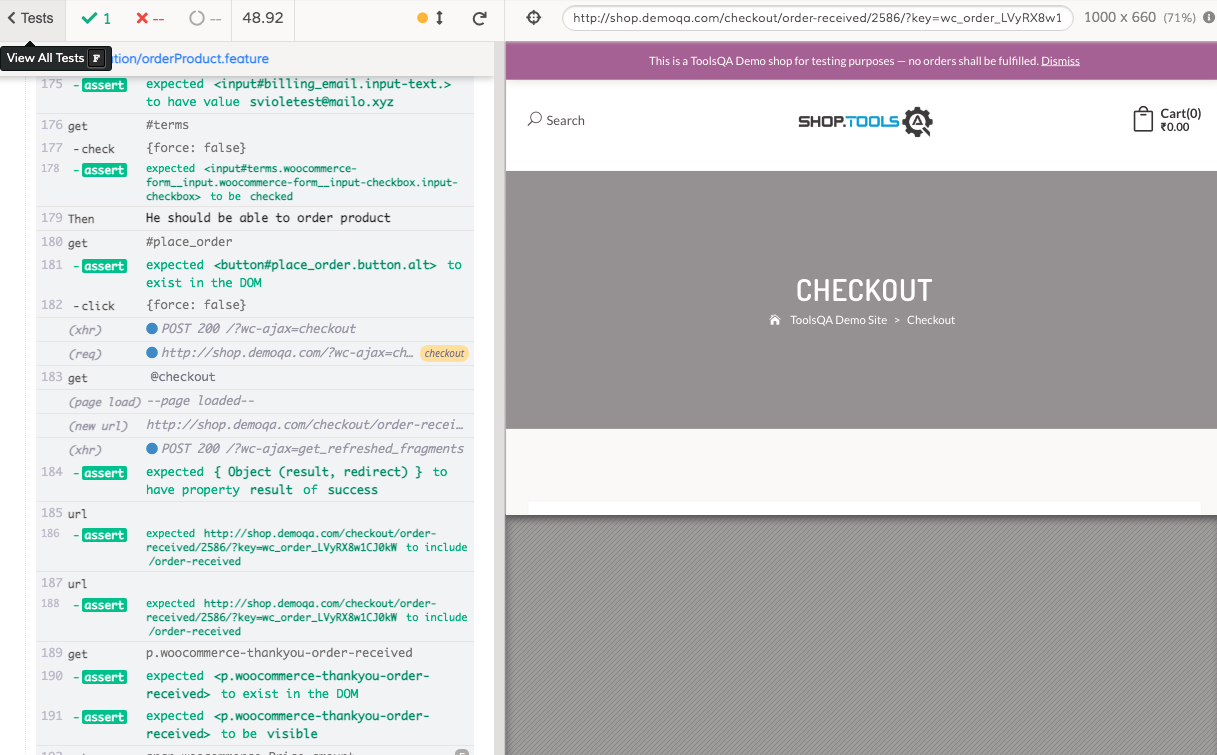 Tests
1
--
--
48.92
View All Tests F
tion/orderProduct.feature
175 - assert expected <input#billing_email.input-text.>
to have value svioletest@mailo.xyz
176 get #terms
177 - check {force: false}
178 - assert expected <input#terms.woocommerce-
form__input.woocommerce-form__input-checkbox.input-
checkbox> to be checked
179 Then He should be able to order product
180 get #place_order
181 - assert expected <button#place_order.button.alt> to
exist in the DOM
182 - click {force: false}
(xhr) POST 200 /?wc-ajax=checkout
(req) http://shop.demoqa.com/?wc-ajax=ch… checkout
183 get @checkout
(page load) --page loaded--
(new url) http://shop.demoqa.com/checkout/order-recei…
(xhr) POST 200 /?wc-ajax=get_refreshed_fragments
184 - assert expected { Object (result, redirect) } to
have property result of success
185 url
186 - assert expected http://shop.demoqa.com/checkout/order-
received/2586/?key=wc_order_LVyRX8w1CJ0kW to include
/order-received
187 url
188 - assert expected http://shop.demoqa.com/checkout/order-
received/2586/?key=wc_order_LVyRX8w1CJ0kW to include
/order-received
189 get p.woocommerce-thankyou-order-received
190 - assert expected <p.woocommerce-thankyou-order-
received> to exist in the DOM
191 - assert expected <p.woocommerce-thankyou-order-
received> to be visible
http://shop.demoqa.com/checkout/order-received/2586/?key=wc_order_LVyRX8w1
1000 x 660 (71%)
This is a ToolsQA Demo shop for testing purposes — no orders shall be fulfilled. Dismiss
Search
SHOP.TOOLS
Cart(0)
₹0.00
CHECKOUT
ToolsQA Demo Site > Checkout